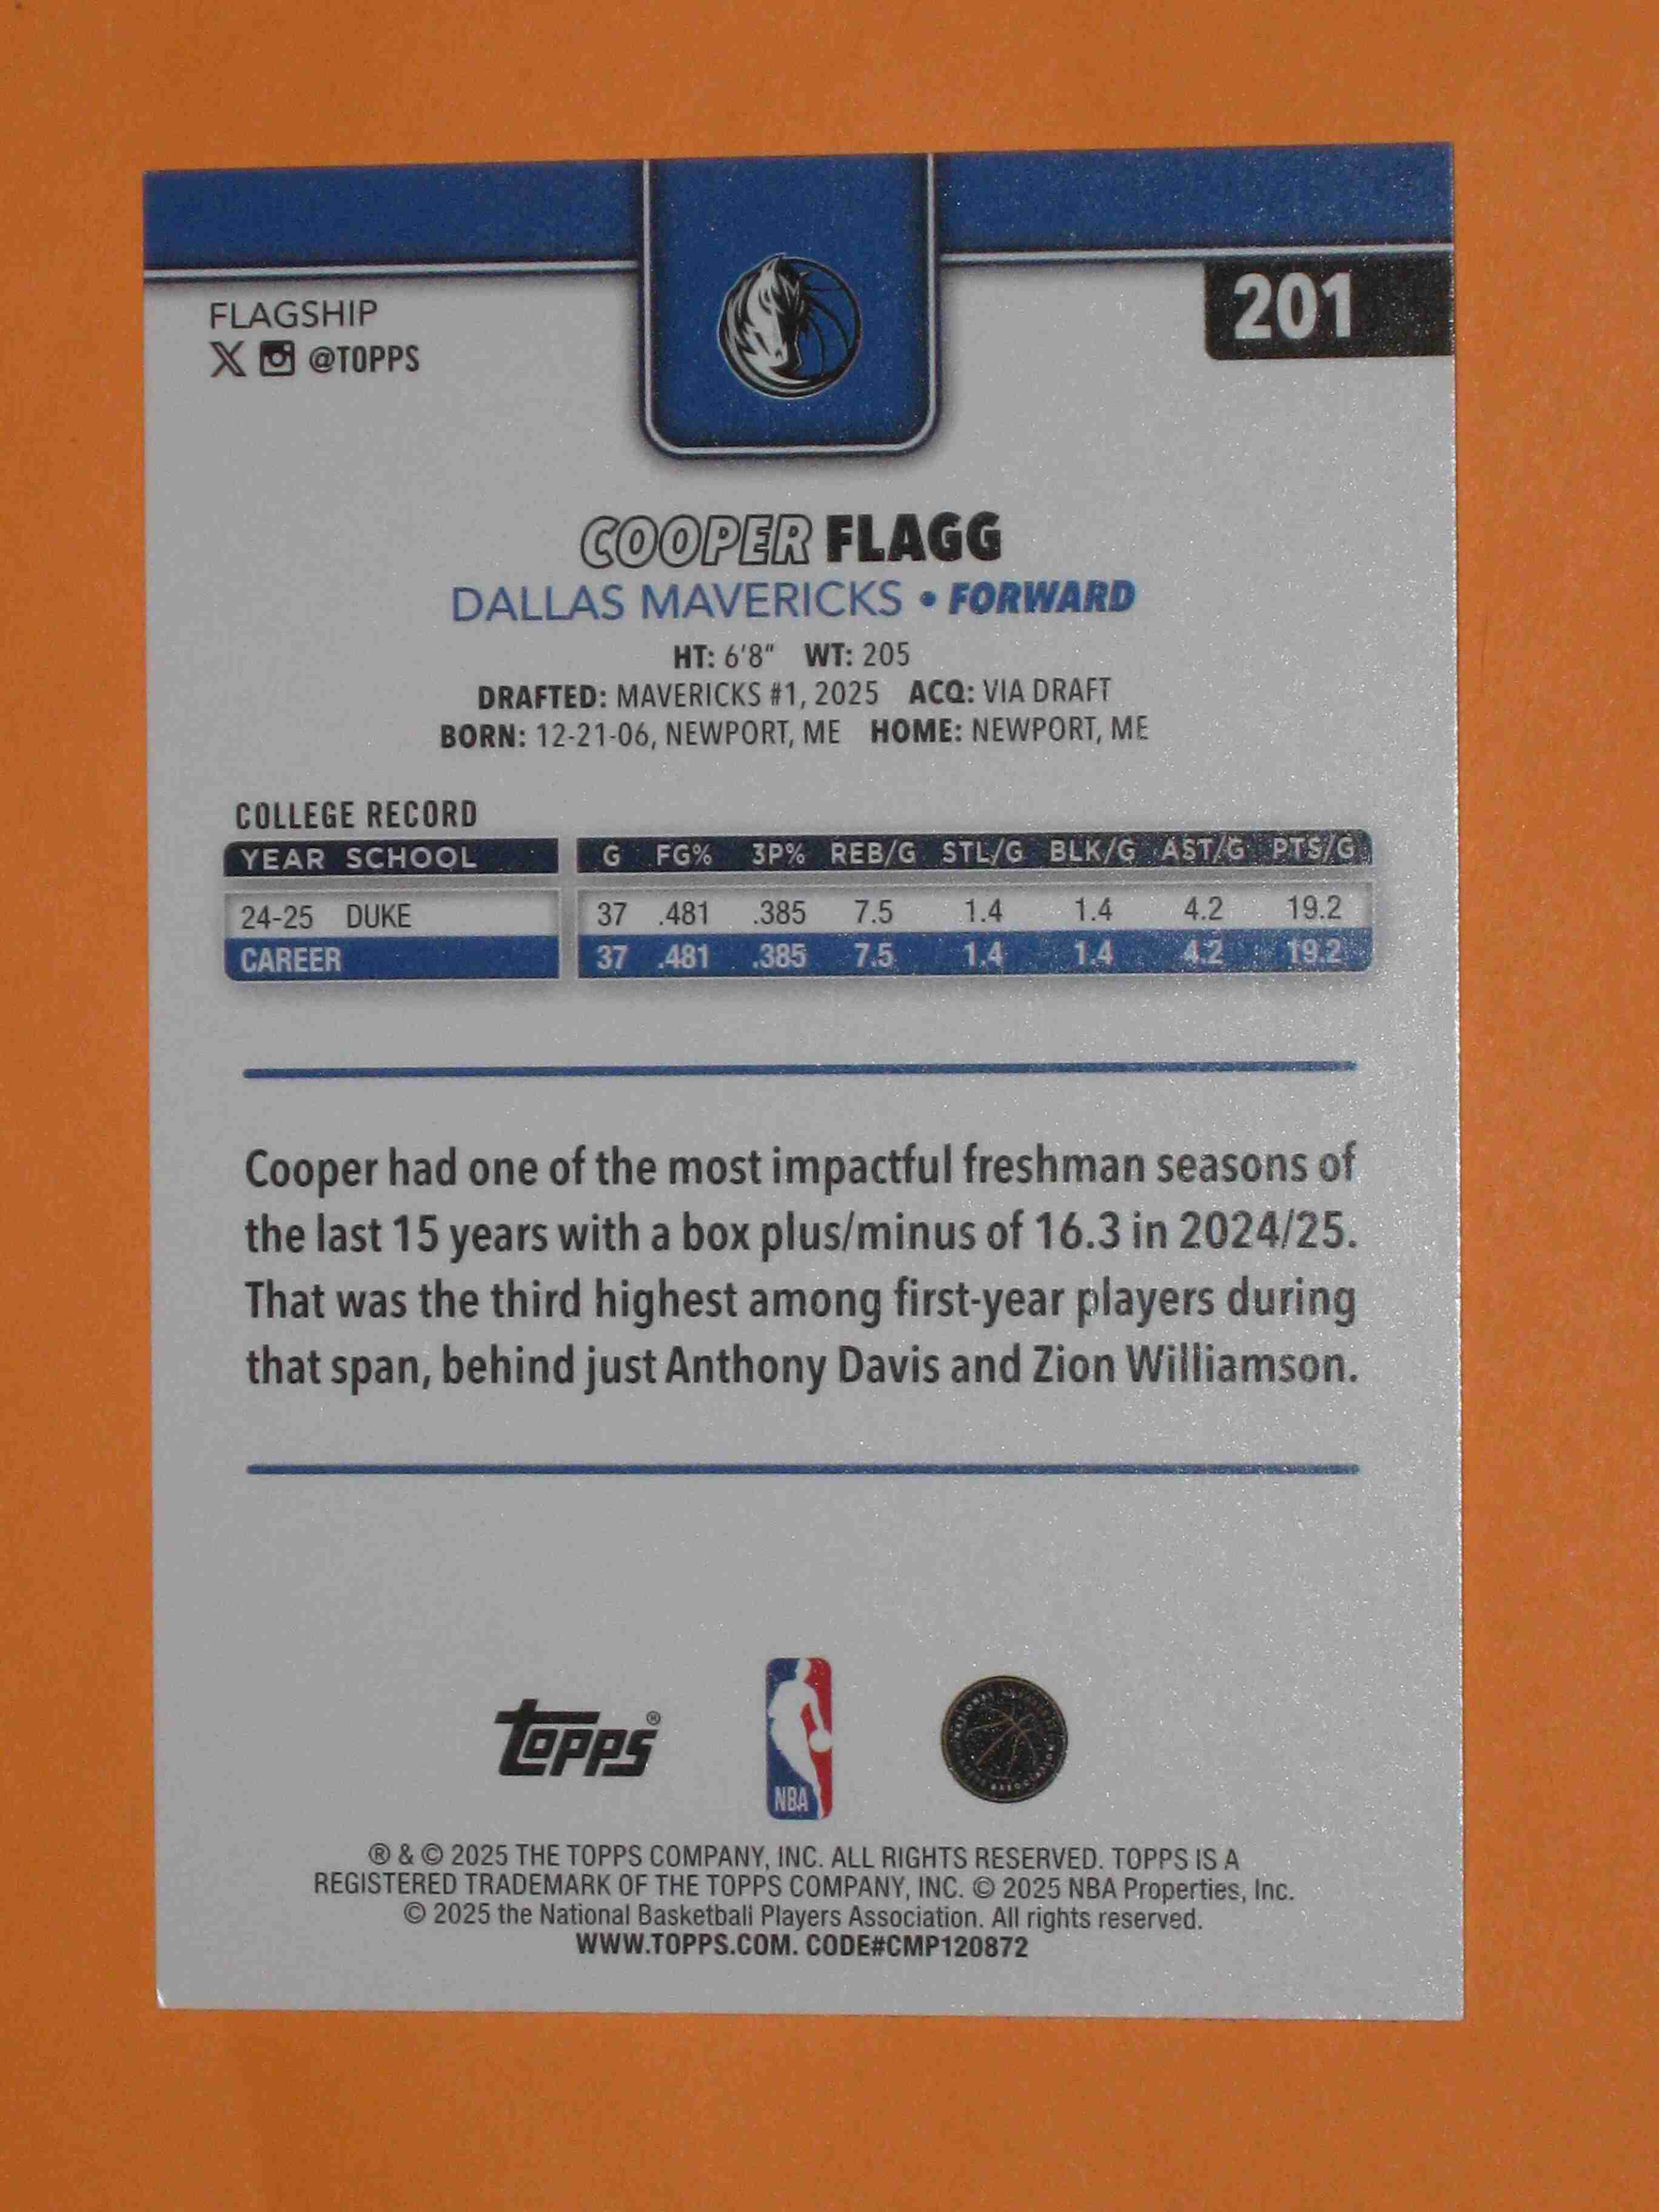 FLAGSHIP
@TOPPS
201
COOPER FLAGG
DALLAS MAVERICKS • FORWARD
HT: 6'8" WT: 205
DRAFTED: MAVERICKS #1, 2025 ACQ: VIA DRAFT
BORN: 12-21-06, NEWPORT, ME HOME: NEWPORT, ME
COLLEGE RECORD
YEAR SCHOOL G FG% 3P% REB/G STL/G BLK/G AST/G PTS/G
24-25 DUKE 37 .481 .385 7.5 1.4 1.4 4.2 19.2
CAREER 37 .481 .385 7.5 1.4 1.4 4.2 19.2
Cooper had one of the most impactful freshman seasons of
the last 15 years with a box plus/minus of 16.3 in 2024/25.
That was the third highest among first-year players during
that span, behind just Anthony Davis and Zion Williamson.
Topps®
NBA
® & © 2025 THE TOPPS COMPANY, INC. ALL RIGHTS RESERVED. TOPPS IS A
REGISTERED TRADEMARK OF THE TOPPS COMPANY, INC. © 2025 NBA Properties, Inc.
© 2025 the National Basketball Players Association. All rights reserved.
WWW.TOPPS.COM. CODE#CMP120872